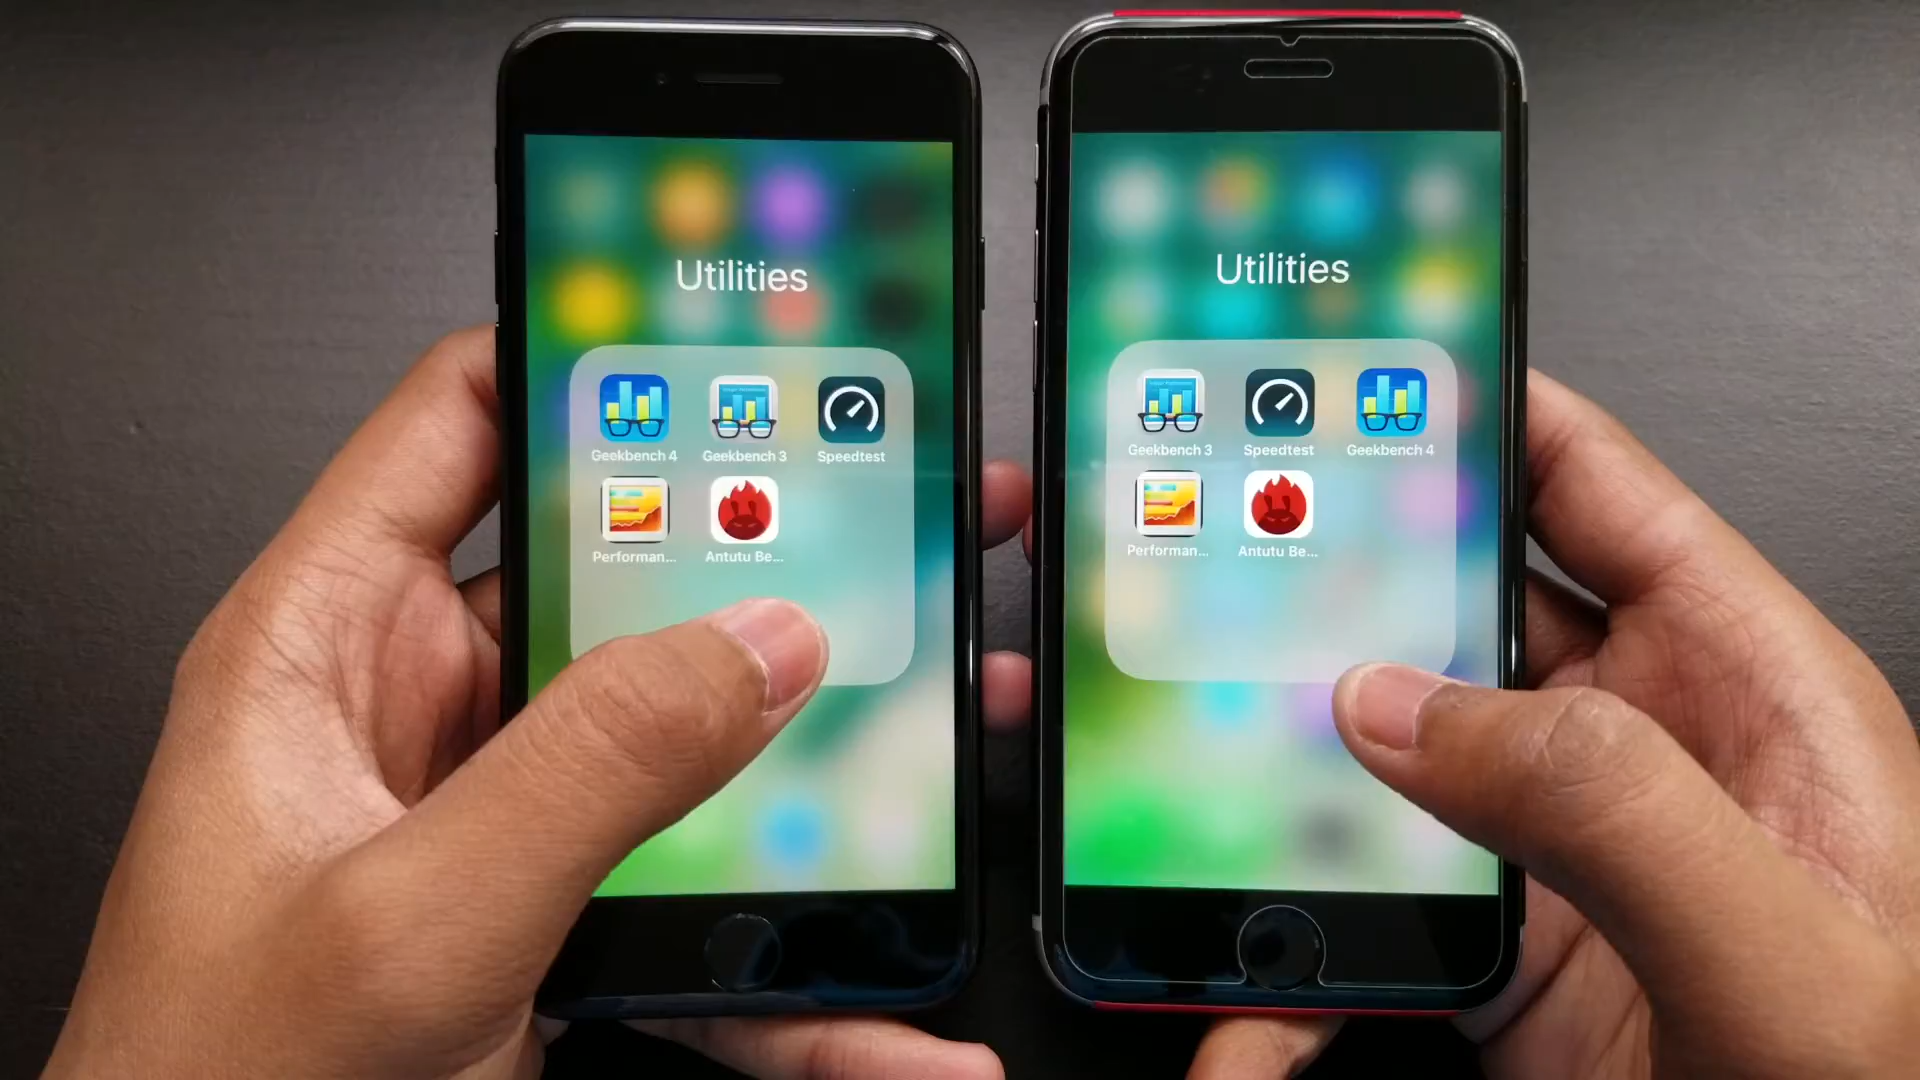 Utilities
Geekbench 4
Geekbench 3
Speedtest
Performan...
Antutu Be...
Utilities
Geekbench 3
Speedtest
Geekbench 4
Performan...
Antutu Be...